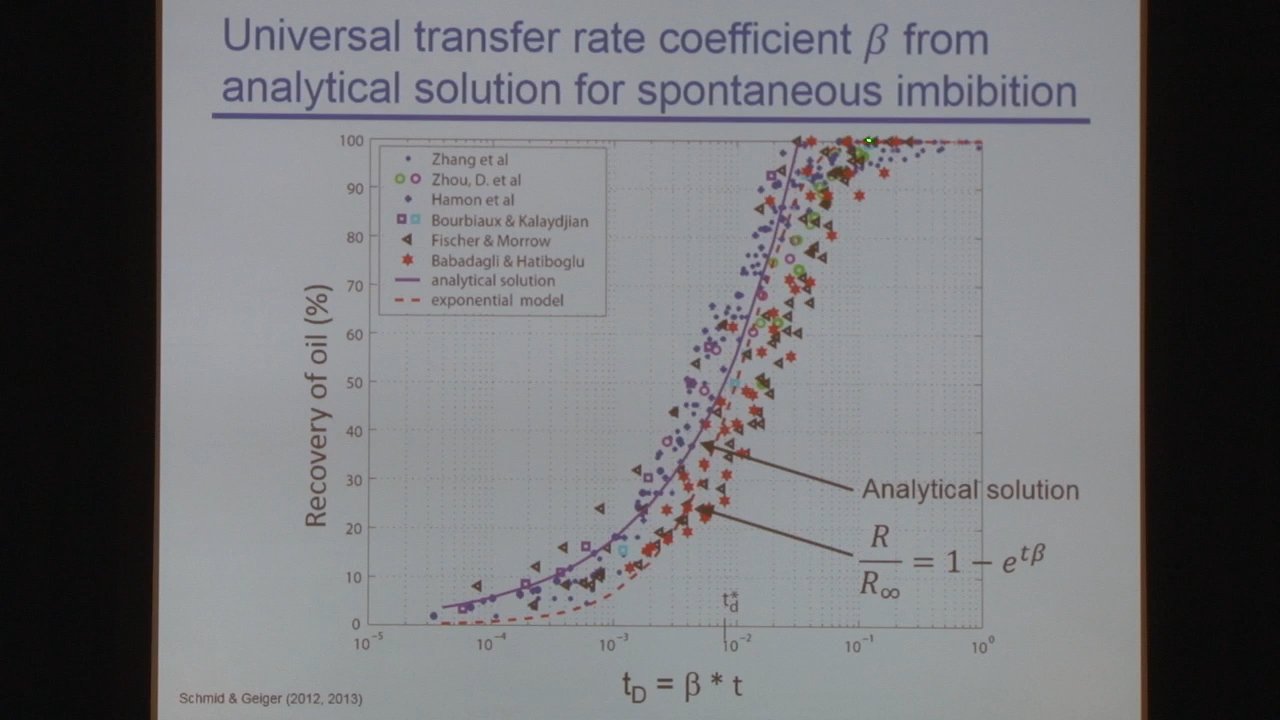 Universal transfer rate coefficient β from
analytical solution for spontaneous imbibition
Zhang et al
Zhou, D. et al
Hamon et al
Bourbiaux & Kalaydjian
Fischer & Morrow
Babadagli & Hatiboglu
analytical solution
exponential model
Recovery of oil (%)
100
90
80
70
60
50
40
30
20
10
0
10⁻⁵
10⁻⁴
10⁻³
10⁻²
10⁻¹
10⁰
t*d
Analytical solution
R/R∞ = 1 − e^tβ
tD = β * t
Schmid & Geiger (2012, 2013)